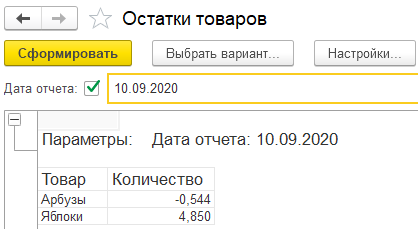 Остатки товаров
Сформировать Выбрать вариант... Настройки...
Дата отчета: 10.09.2020
Параметры: Дата отчета: 10.09.2020
Товар Количество
Арбузы -0,544
Яблоки 4,850